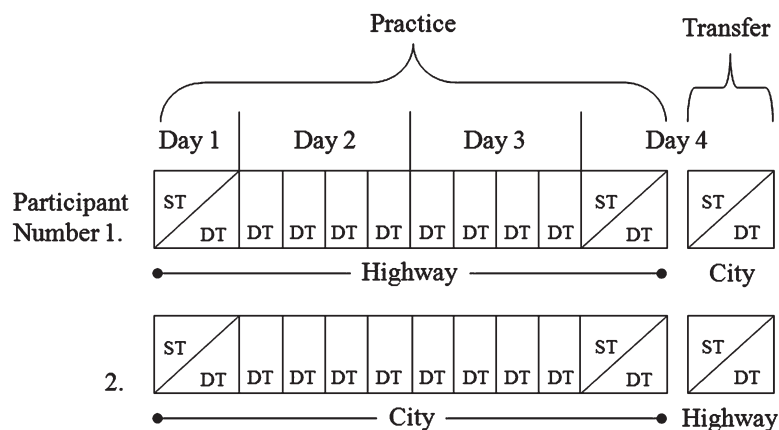 Practice
Transfer
Day 1 Day 2 Day 3 Day 4
Participant
Number 1.
ST ST ST
DT DT DT DT DT DT DT DT DT DT DT
Highway City
2.
ST ST ST
DT DT DT DT DT DT DT DT DT DT DT
City Highway